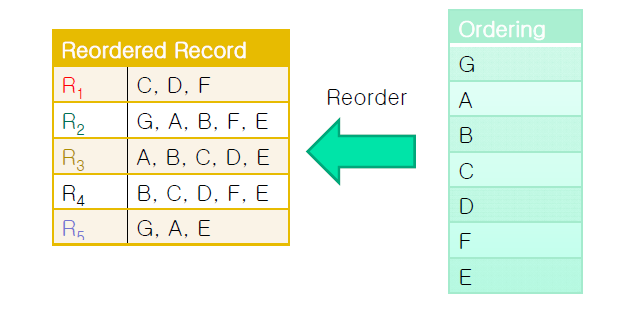 Reordered Record
R1 C, D, F
R2 G, A, B, F, E
R3 A, B, C, D, E
R4 B, C, D, F, E
R5 G, A, E
Reorder
Ordering
G
A
B
C
D
F
E